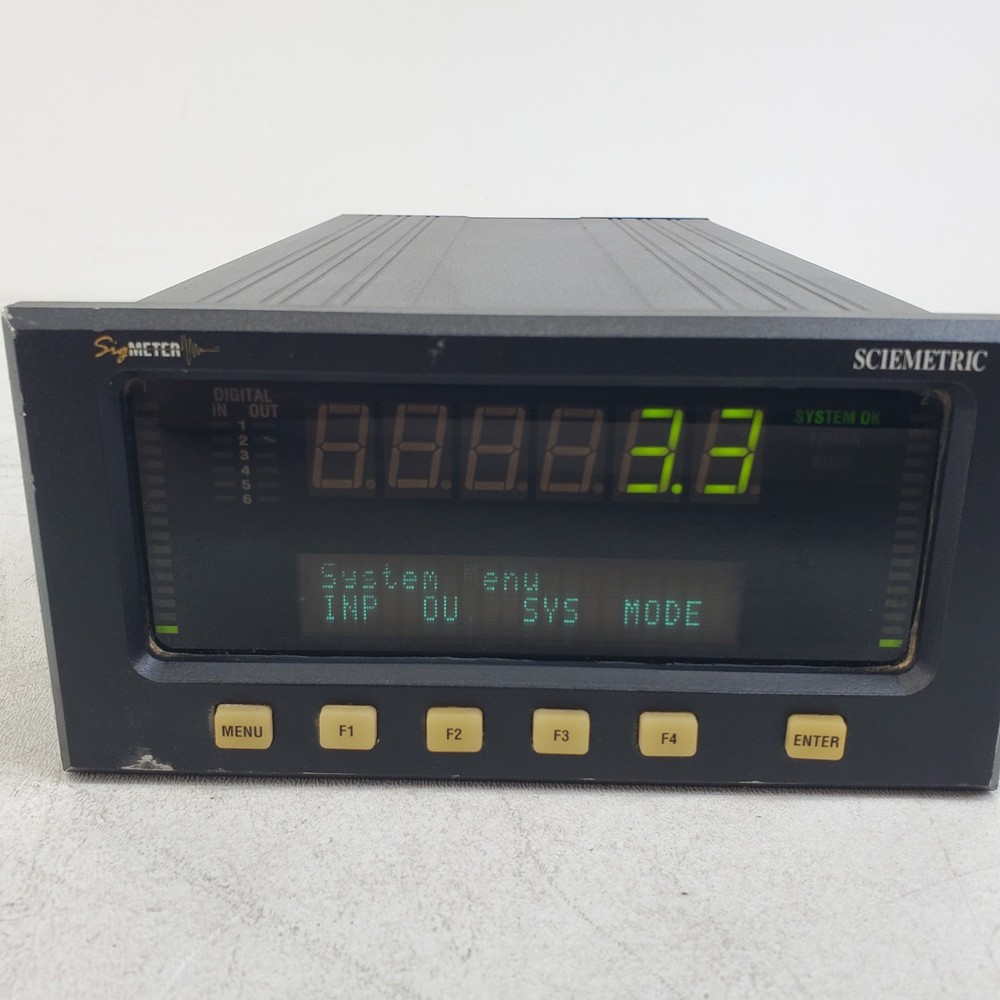 SigMETER
SCIEMETRIC
DIGITAL
IN OUT
1
2
3
4
5
6
3.3
SYSTEM OK
System enu
INP OU SYS MODE
MENU F1 F2 F3 F4 ENTER